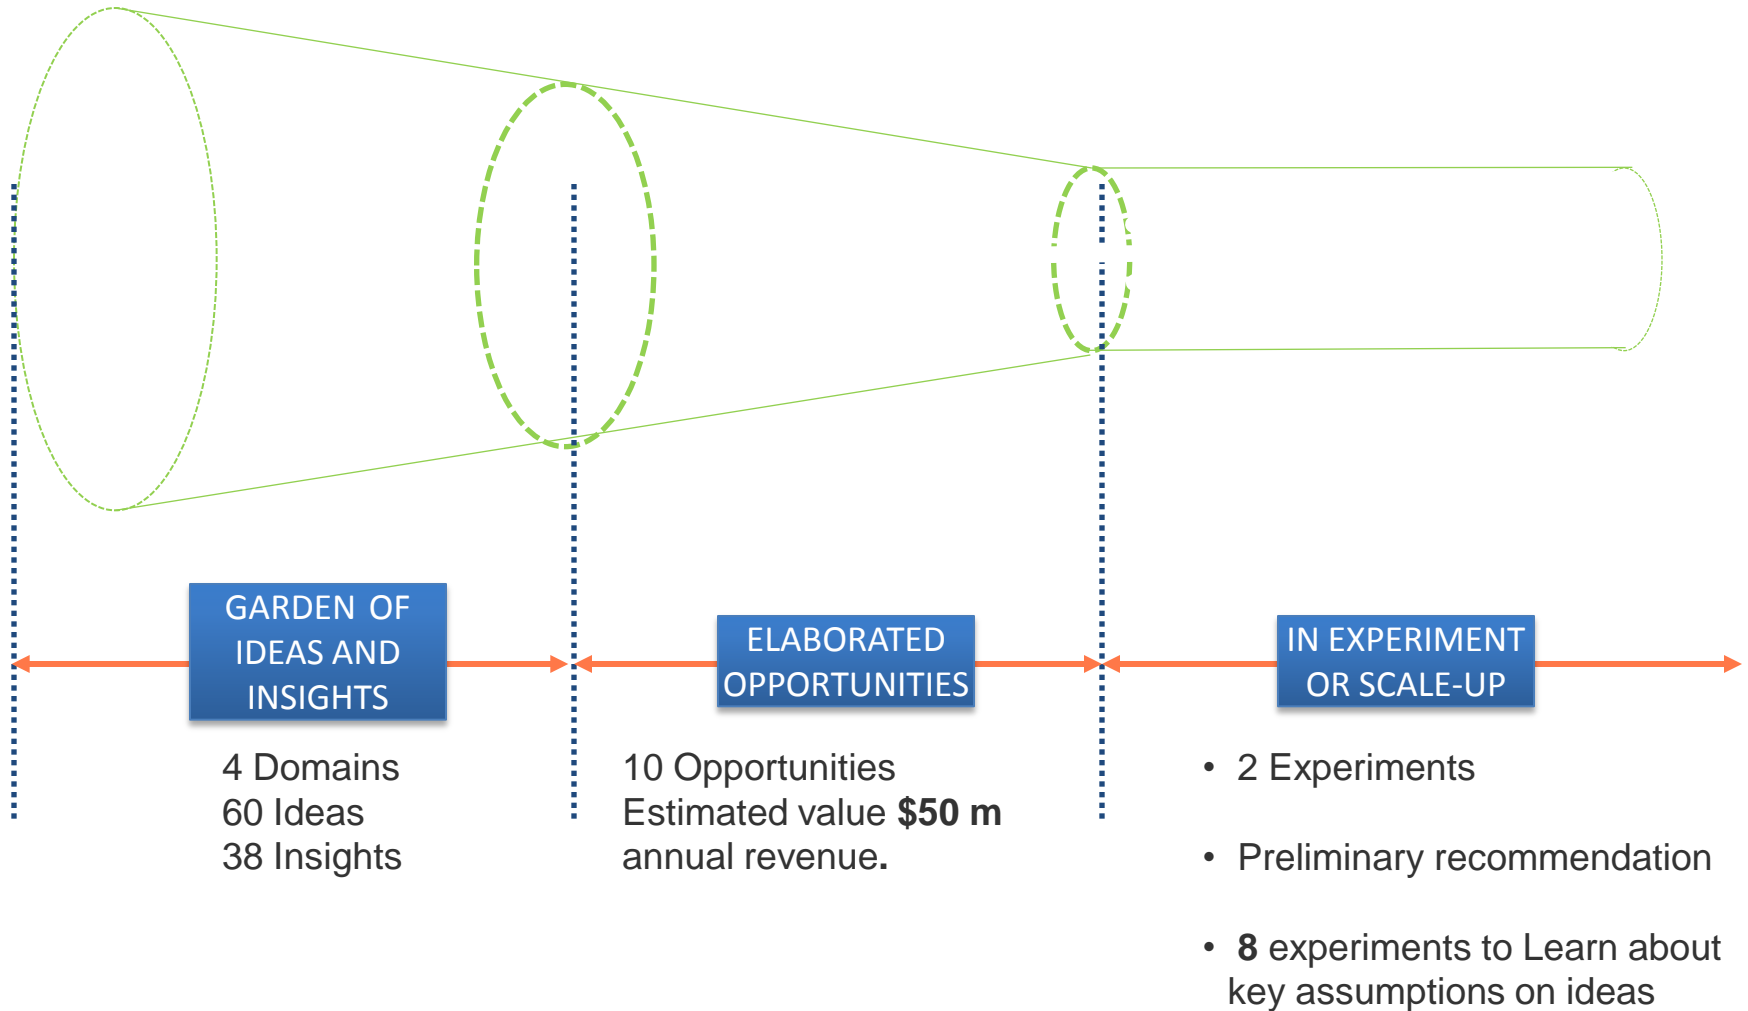 GARDEN OF
IDEAS AND
INSIGHTS
4 Domains
60 Ideas
38 Insights
ELABORATED
OPPORTUNITIES
10 Opportunities
Estimated value $50 m
annual revenue.
IN EXPERIMENT
OR SCALE-UP
• 2 Experiments
• Preliminary recommendation
• 8 experiments to Learn about
key assumptions on ideas